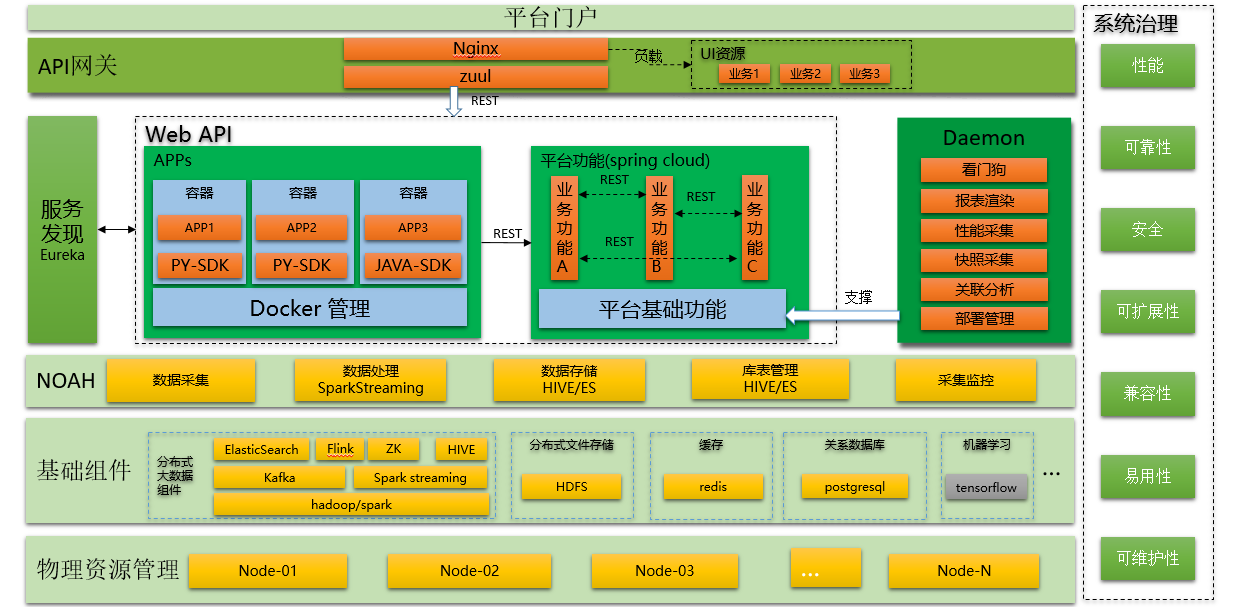 平台门户
API网关
Nginx
zuul
负载
UI资源
业务1
业务2
业务3
REST
服务
发现
Eureka
Web API
APPs
容器
APP1
PY-SDK
容器
APP2
PY-SDK
容器
APP3
JAVA-SDK
Docker 管理
REST
平台功能(spring cloud)
业
务
功
能
A
REST
业
务
功
能
B
REST
REST
业
务
功
能
C
平台基础功能
支撑
Daemon
看门狗
报表渲染
性能采集
快照采集
关联分析
部署管理
NOAH
数据采集
数据处理
SparkStreaming
数据存储
HIVE/ES
库表管理
HIVE/ES
采集监控
基础组件
分布式
大数据
组件
ElasticSearch
Flink
ZK
HIVE
Kafka
Spark streaming
hadoop/spark
分布式文件存储
HDFS
缓存
redis
关系数据库
postgresql
机器学习
tensorflow
...
物理资源管理
Node-01
Node-02
Node-03
...
Node-N
系统治理
性能
可靠性
安全
可扩展性
兼容性
易用性
可维护性